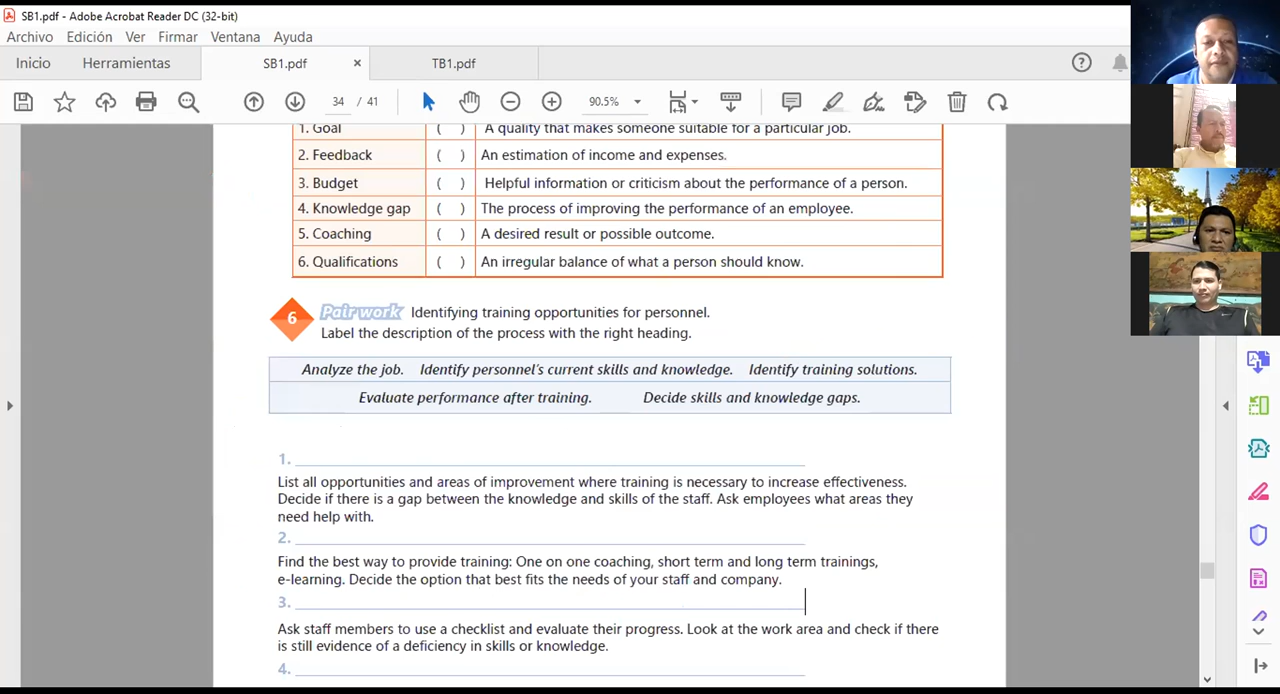 SB1.pdf - Adobe Acrobat Reader DC (32-bit)
Archivo Edición Ver Firmar Ventana Ayuda
Inicio Herramientas SB1.pdf × TB1.pdf
34 / 41 90.5%
1. Goal ( ) A quality that makes someone suitable for a particular job.
2. Feedback ( ) An estimation of income and expenses.
3. Budget ( ) Helpful information or criticism about the performance of a person.
4. Knowledge gap ( ) The process of improving the performance of an employee.
5. Coaching ( ) A desired result or possible outcome.
6. Qualifications ( ) An irregular balance of what a person should know.
6 Pair work Identifying training opportunities for personnel.
Label the description of the process with the right heading.
Analyze the job. Identify personnel's current skills and knowledge. Identify training solutions.
Evaluate performance after training. Decide skills and knowledge gaps.
1.
List all opportunities and areas of improvement where training is necessary to increase effectiveness.
Decide if there is a gap between the knowledge and skills of the staff. Ask employees what areas they
need help with.
2.
Find the best way to provide training: One on one coaching, short term and long term trainings,
e-learning. Decide the option that best fits the needs of your staff and company.
3.
Ask staff members to use a checklist and evaluate their progress. Look at the work area and check if there
is still evidence of a deficiency in skills or knowledge.
4.